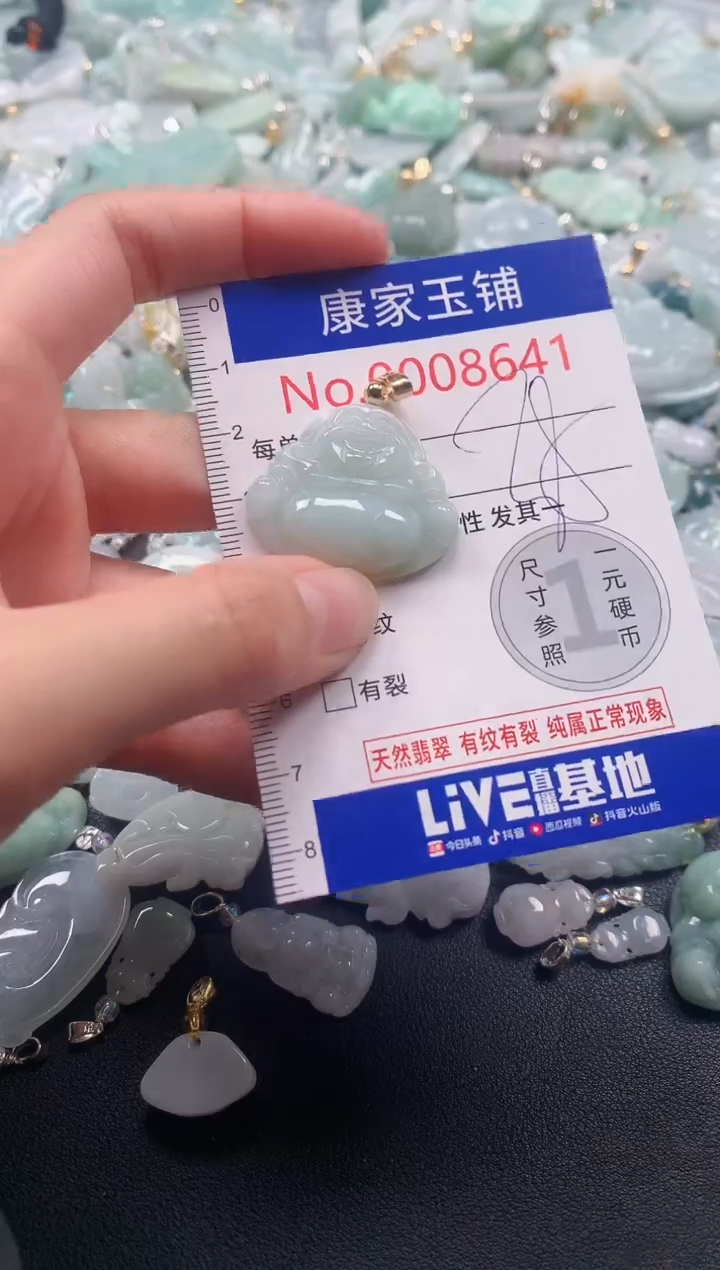 康家玉铺
No.0008641
每单
性 发其一
尺寸参照
1
一元硬币
纹
有裂
天然翡翠 有纹有裂 纯属正常现象
LiVE直播基地
今日头条 抖音 西瓜视频 抖音火山版
0
1
2
6
7
8